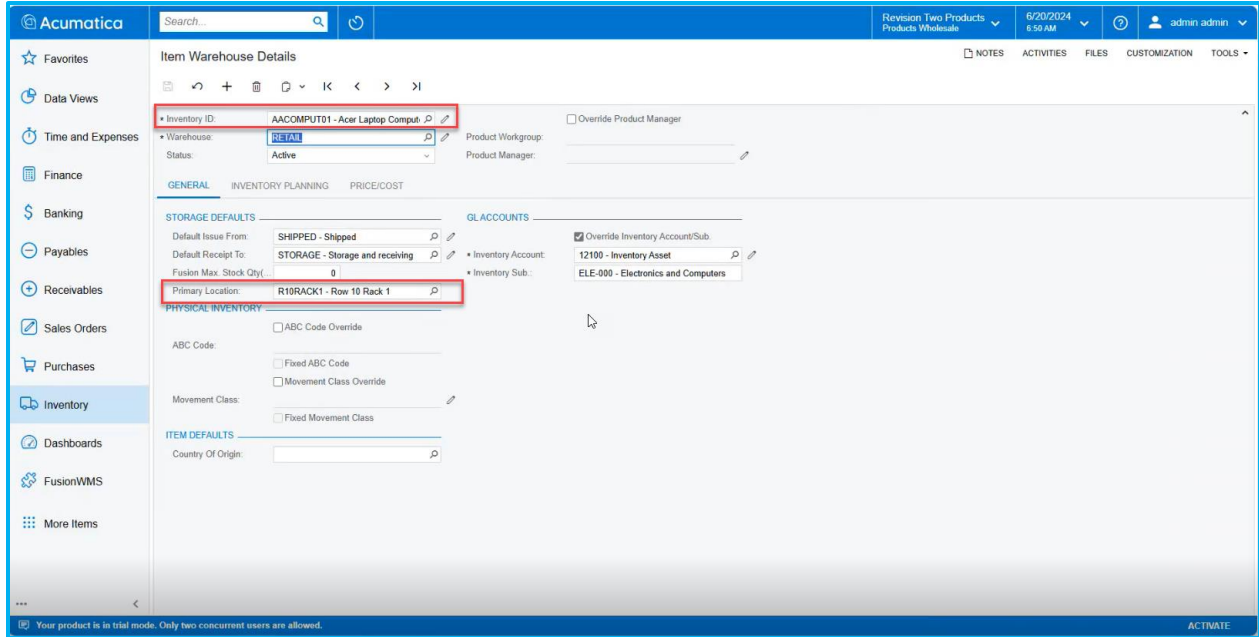 Acumatica
Search...
Revision Two Products
Products Wholesale
6/20/2024
6:50 AM
admin admin
Favorites
Data Views
Time and Expenses
Finance
Banking
Payables
Receivables
Sales Orders
Purchases
Inventory
Dashboards
FusionWMS
More Items
Item Warehouse Details
NOTES ACTIVITIES FILES CUSTOMIZATION TOOLS
* Inventory ID: AACOMPUT01 - Acer Laptop Compute
Override Product Manager
* Warehouse: RETAIL
Product Workgroup:
Status: Active
Product Manager:
GENERAL INVENTORY PLANNING PRICE/COST
STORAGE DEFAULTS
GL ACCOUNTS
Default Issue From: SHIPPED - Shipped
Override Inventory Account/Sub.
Default Receipt To: STORAGE - Storage and receiving
* Inventory Account: 12100 - Inventory Asset
Fusion Max. Stock Qty(... 0
* Inventory Sub.: ELE-000 - Electronics and Computers
Primary Location: R10RACK1 - Row 10 Rack 1
PHYSICAL INVENTORY
ABC Code Override
ABC Code:
Fixed ABC Code
Movement Class Override
Movement Class:
Fixed Movement Class
ITEM DEFAULTS
Country Of Origin:
Your product is in trial mode. Only two concurrent users are allowed.
ACTIVATE